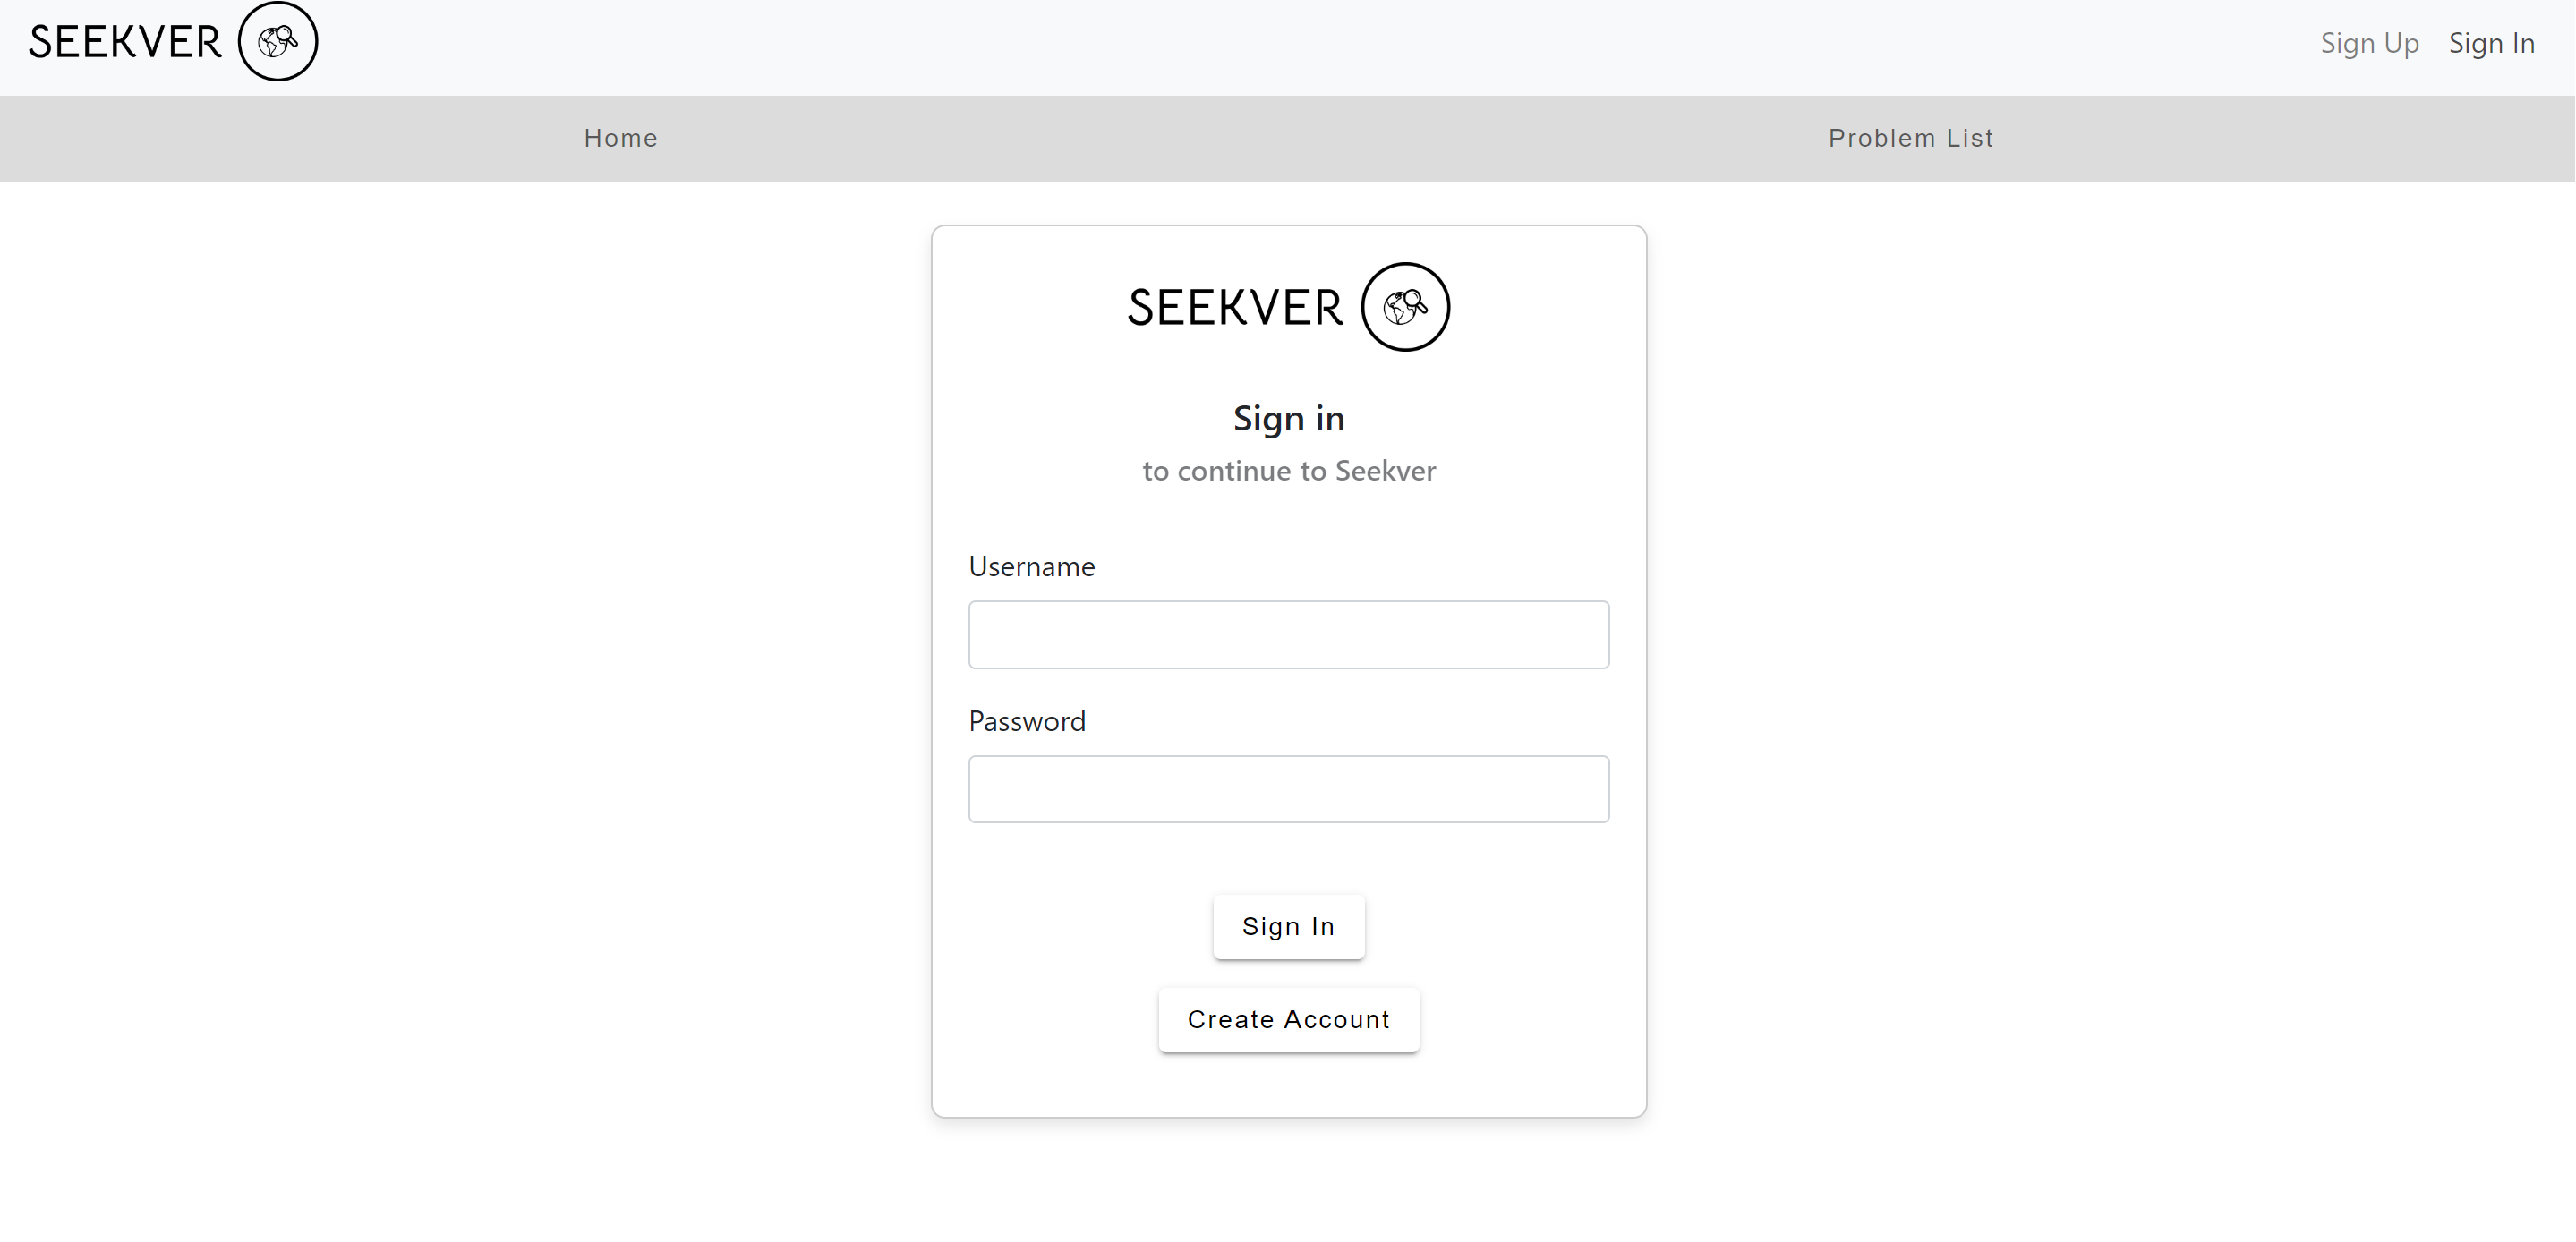 SEEKVER
Sign Up Sign In
Home
Problem List
SEEKVER
Sign in
to continue to Seekver
Username
Password
Sign In
Create Account